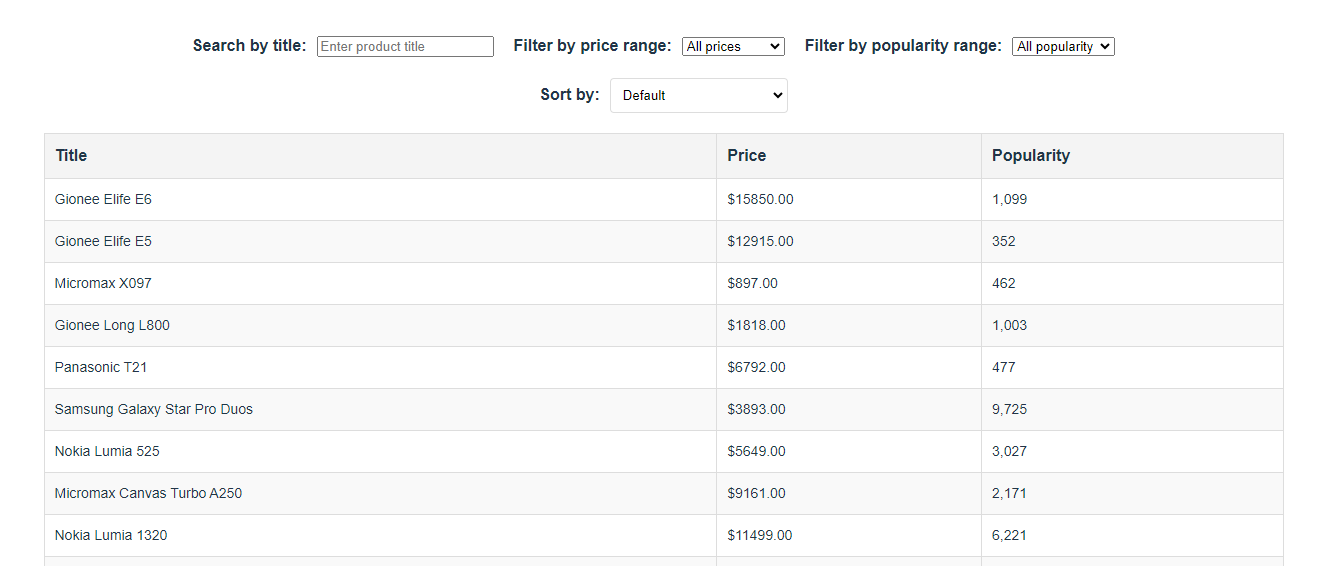 Search by title: Enter product title Filter by price range: All prices Filter by popularity range: All popularity
Sort by: Default
Title Price Popularity
Gionee Elife E6 $15850.00 1,099
Gionee Elife E5 $12915.00 352
Micromax X097 $897.00 462
Gionee Long L800 $1818.00 1,003
Panasonic T21 $6792.00 477
Samsung Galaxy Star Pro Duos $3893.00 9,725
Nokia Lumia 525 $5649.00 3,027
Micromax Canvas Turbo A250 $9161.00 2,171
Nokia Lumia 1320 $11499.00 6,221